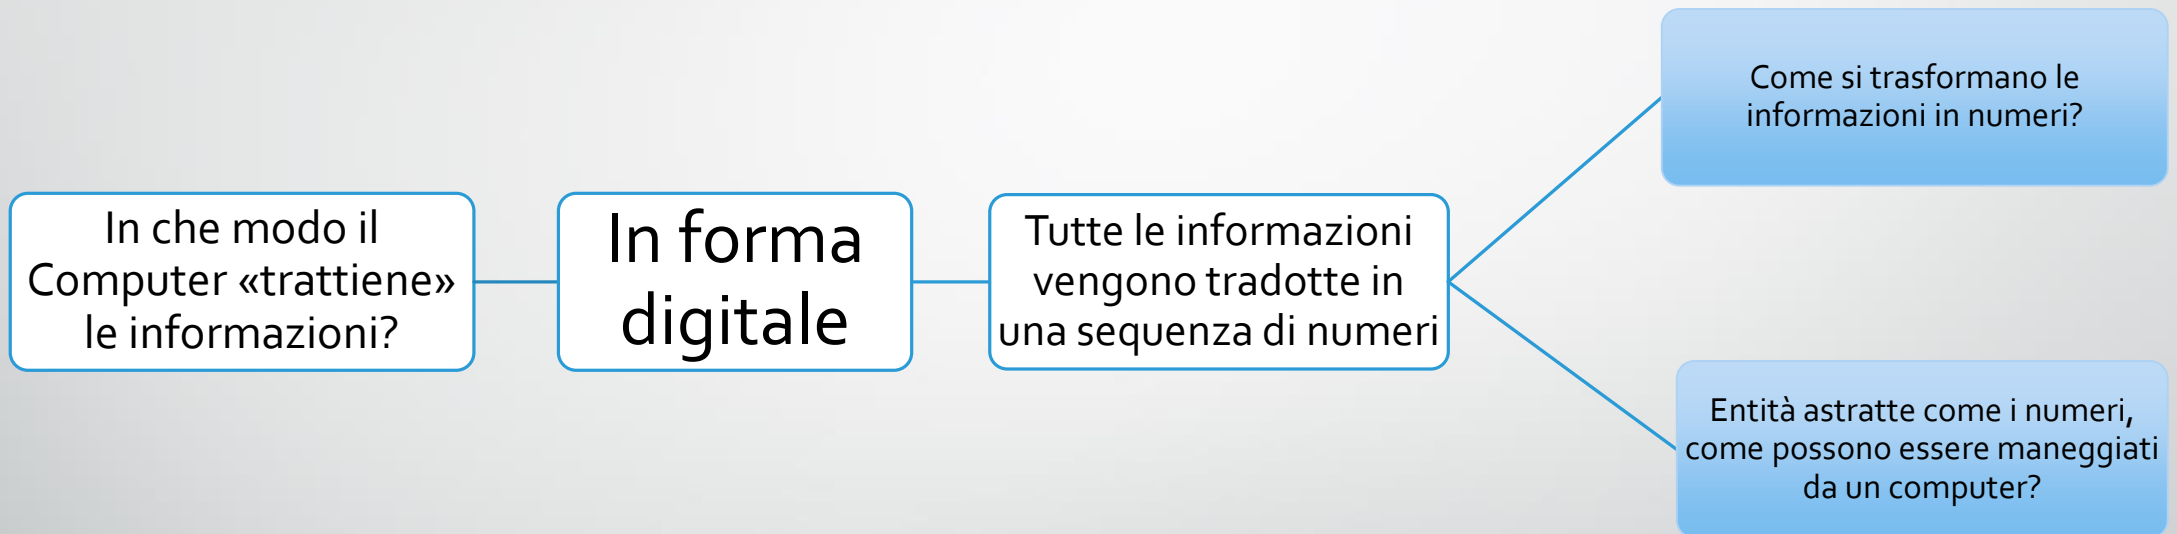 In che modo il
Computer «trattiene»
le informazioni?
In forma
digitale
Tutte le informazioni
vengono tradotte in
una sequenza di numeri
Come si trasformano le
informazioni in numeri?
Entità astratte come i numeri,
come possono essere maneggiati
da un computer?